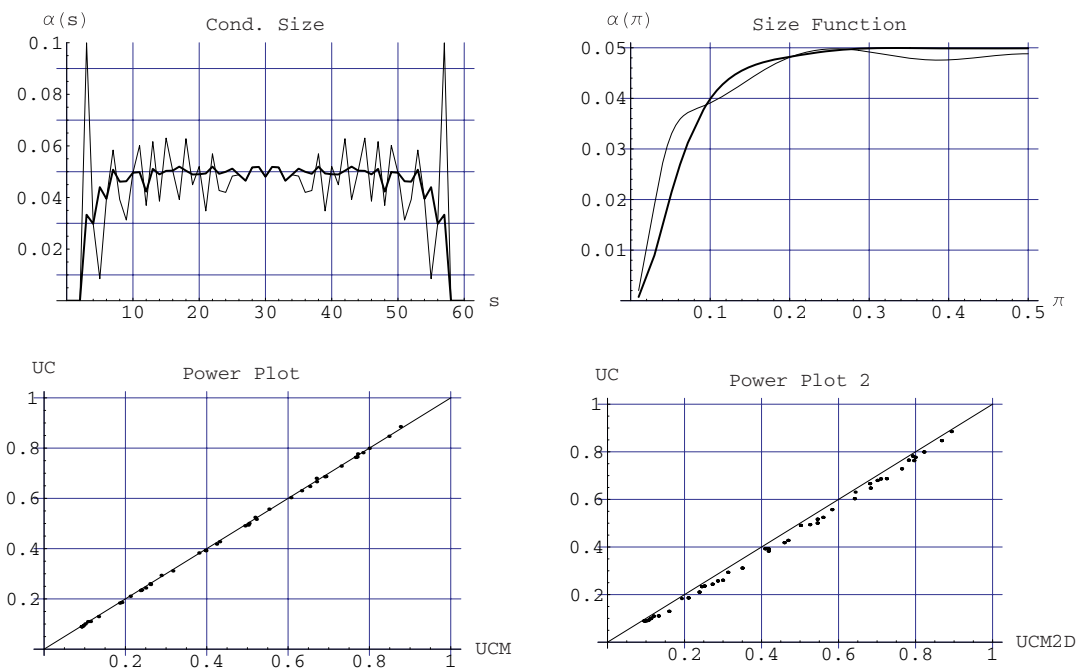 α(s)
Cond. Size
0.1
0.08
0.06
0.04
0.02
10 20 30 40 50 60 s
α(π)
Size Function
0.05
0.04
0.03
0.02
0.01
0.1 0.2 0.3 0.4 0.5 π
UC
Power Plot
1
0.8
0.6
0.4
0.2
0.2 0.4 0.6 0.8 1 UCM
UC
Power Plot 2
1
0.8
0.6
0.4
0.2
0.2 0.4 0.6 0.8 1 UCM2D